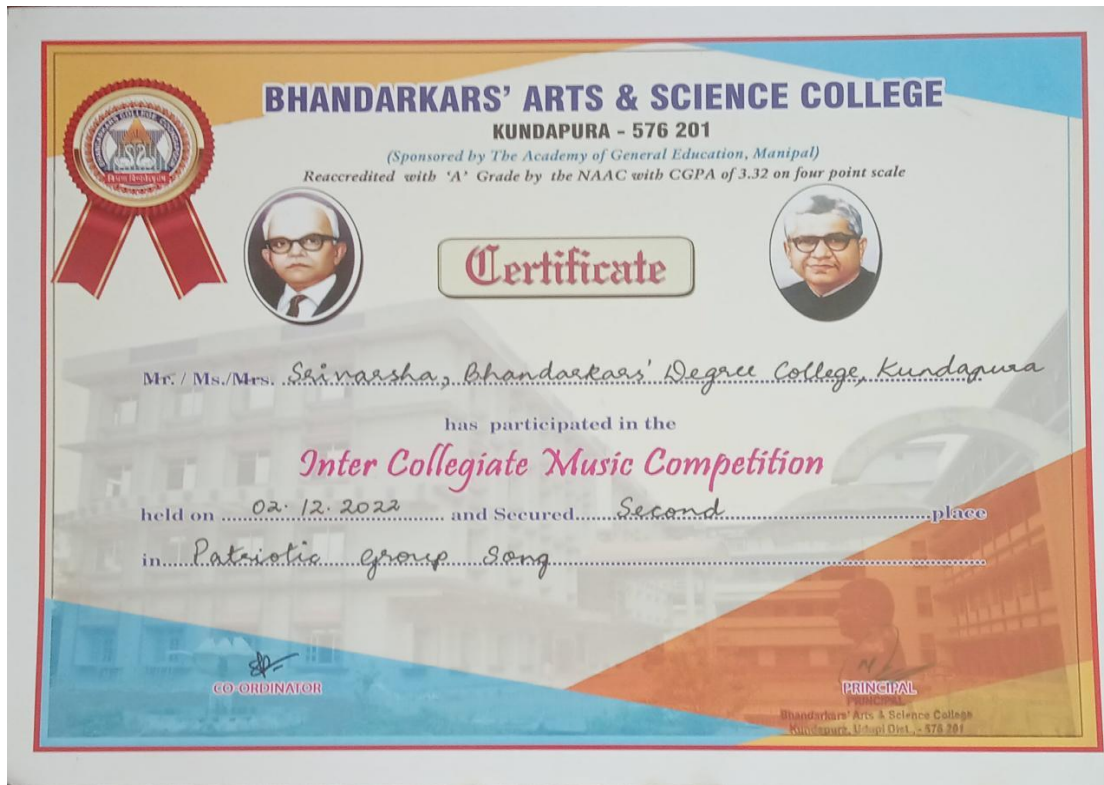 BHANDARKARS' ARTS & SCIENCE COLLEGE
KUNDAPURA - 576 201
(Sponsored by The Academy of General Education, Manipal)
Reaccredited with 'A' Grade by the NAAC with CGPA of 3.32 on four point scale
Certificate
Mr. / Ms./Mrs. Sriharsha, Bhandarkars' Degree College, Kundapura
has participated in the
Inter Collegiate Music Competition
held on 02.12.2022 and Secured Second place
in Patriotic group Song
CO-ORDINATOR
PRINCIPAL
PRINCIPAL
Bhandarkars' Arts & Science College
Kundapura, Udupi Dist., - 576 201